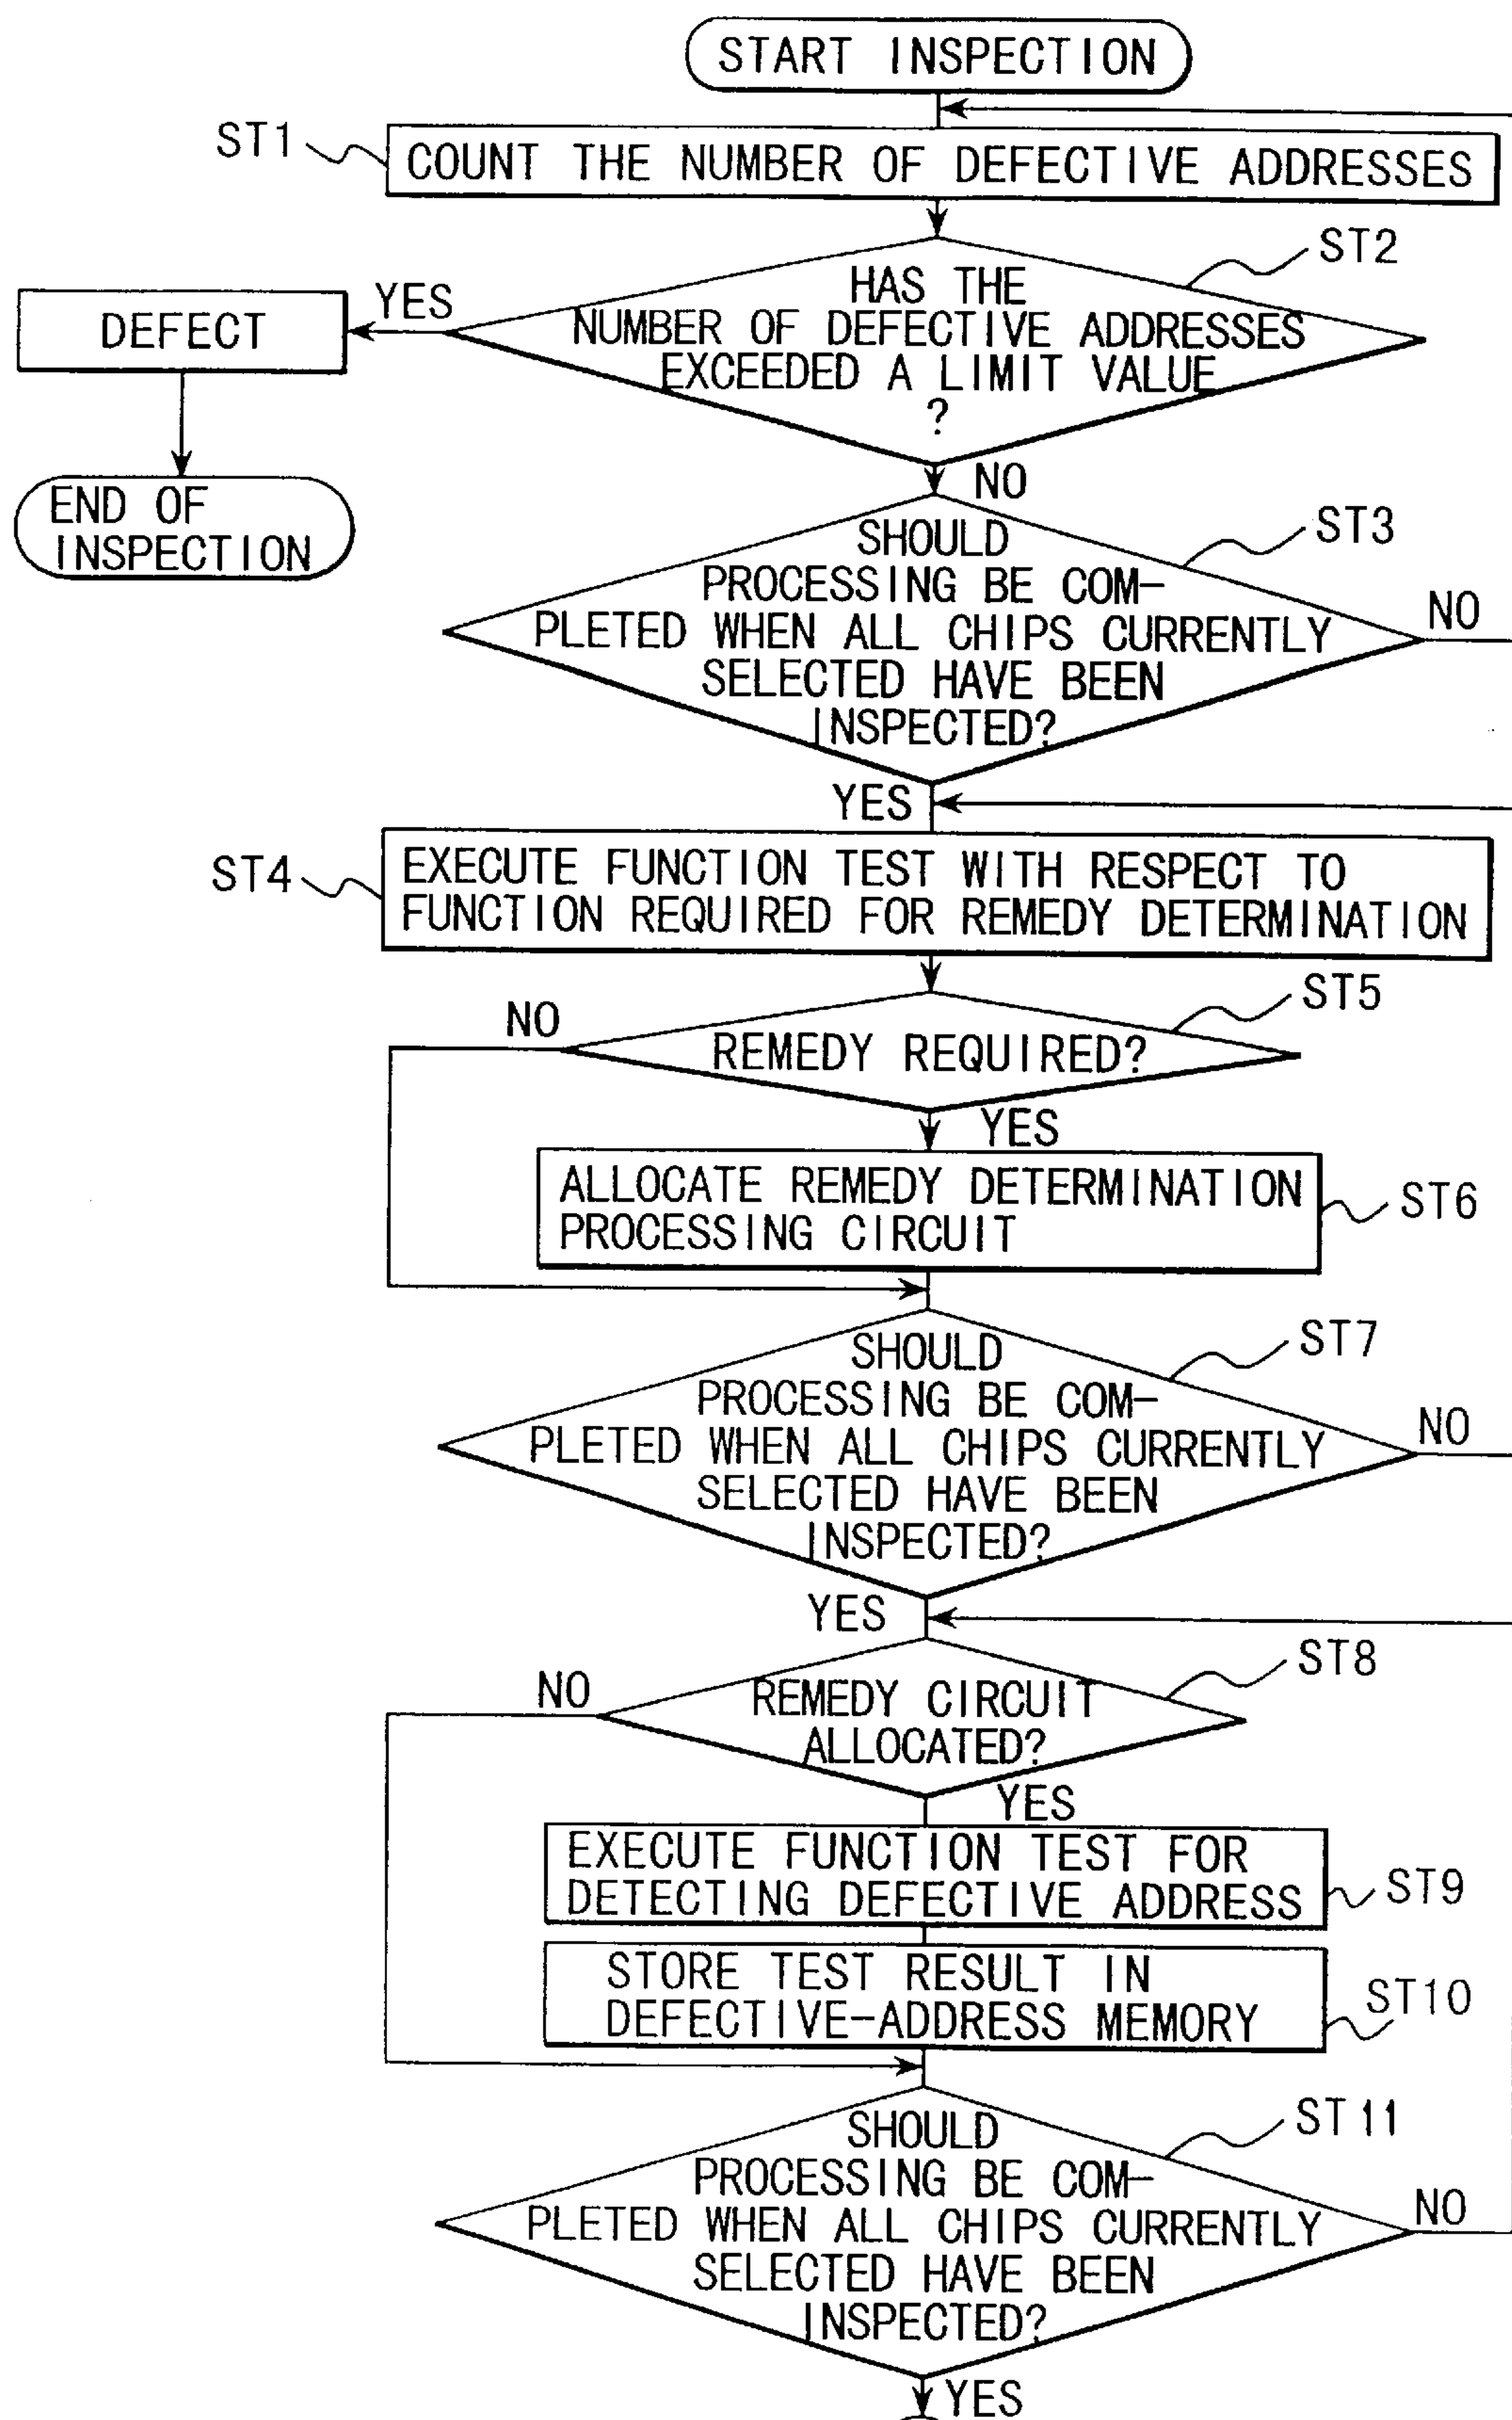 START INSPECTION
ST1
COUNT THE NUMBER OF DEFECTIVE ADDRESSES
ST2
HAS THE
NUMBER OF DEFECTIVE ADDRESSES
EXCEEDED A LIMIT VALUE
?
YES
DEFECT
END OF
INSPECTION
NO
ST3
SHOULD
PROCESSING BE COM-
PLETED WHEN ALL CHIPS CURRENTLY
SELECTED HAVE BEEN
INSPECTED?
NO
YES
ST4
EXECUTE FUNCTION TEST WITH RESPECT TO
FUNCTION REQUIRED FOR REMEDY DETERMINATION
ST5
NO
REMEDY REQUIRED?
YES
ALLOCATE REMEDY DETERMINATION
PROCESSING CIRCUIT
ST6
ST7
SHOULD
PROCESSING BE COM-
PLETED WHEN ALL CHIPS CURRENTLY
SELECTED HAVE BEEN
INSPECTED?
NO
YES
ST8
NO
REMEDY CIRCUIT
ALLOCATED?
YES
EXECUTE FUNCTION TEST FOR
DETECTING DEFECTIVE ADDRESS
ST9
STORE TEST RESULT IN
DEFECTIVE-ADDRESS MEMORY
ST10
ST11
SHOULD
PROCESSING BE COM-
PLETED WHEN ALL CHIPS CURRENTLY
SELECTED HAVE BEEN
INSPECTED?
NO
YES